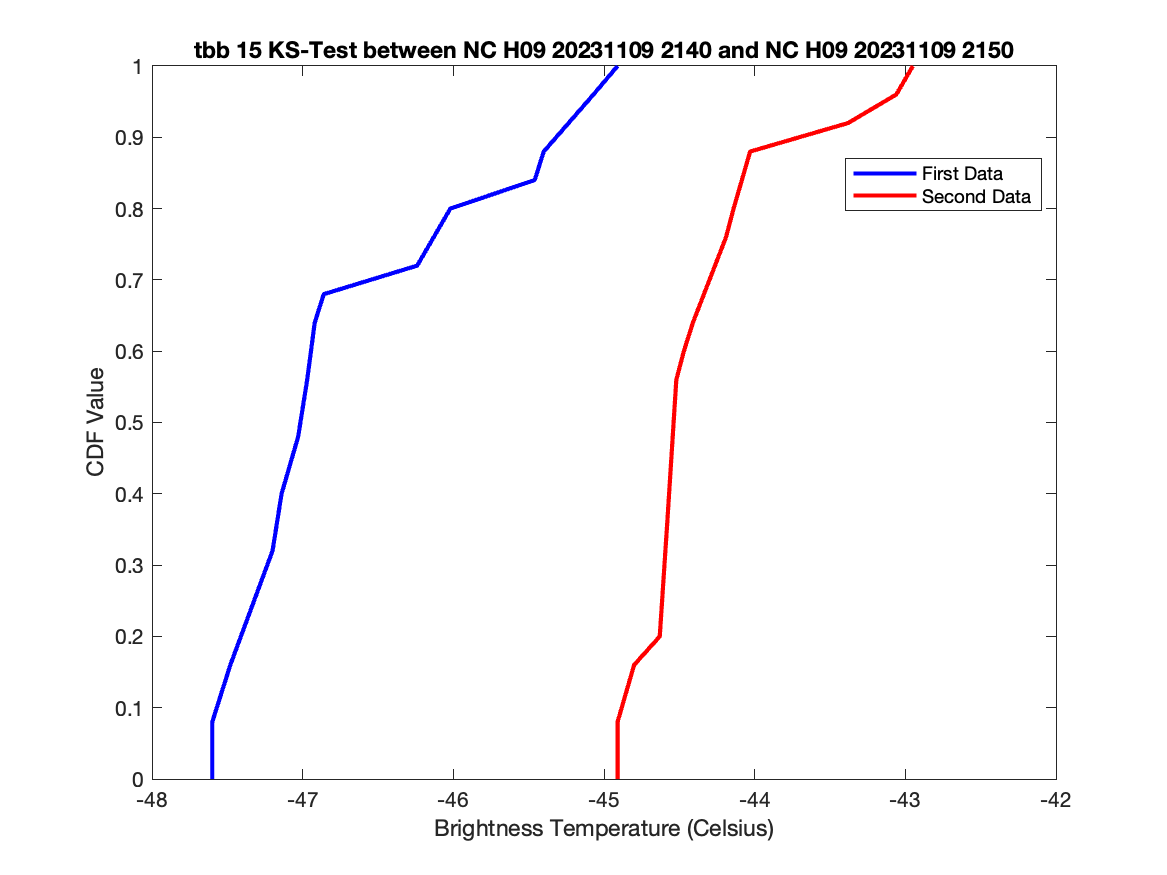 tbb 15 KS-Test between NC H09 20231109 2140 and NC H09 20231109 2150
1
0.9
0.8
0.7
0.6
0.5
0.4
0.3
0.2
0.1
0
CDF Value
First Data
Second Data
-48 -47 -46 -45 -44 -43 -42
Brightness Temperature (Celsius)